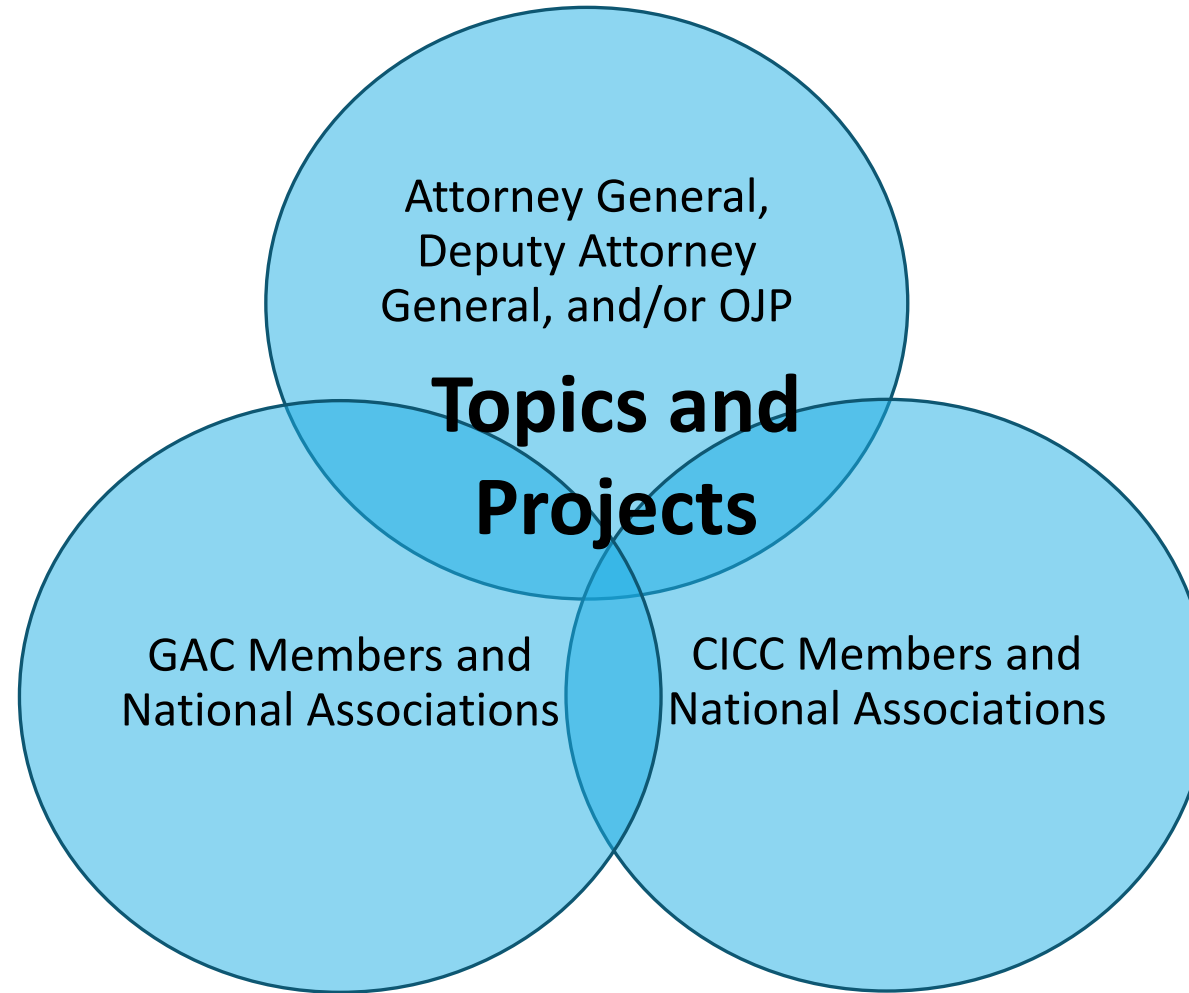 Attorney General,
Deputy Attorney
General, and/or OJP
Topics and
Projects
GAC Members and
National Associations
CICC Members and
National Associations